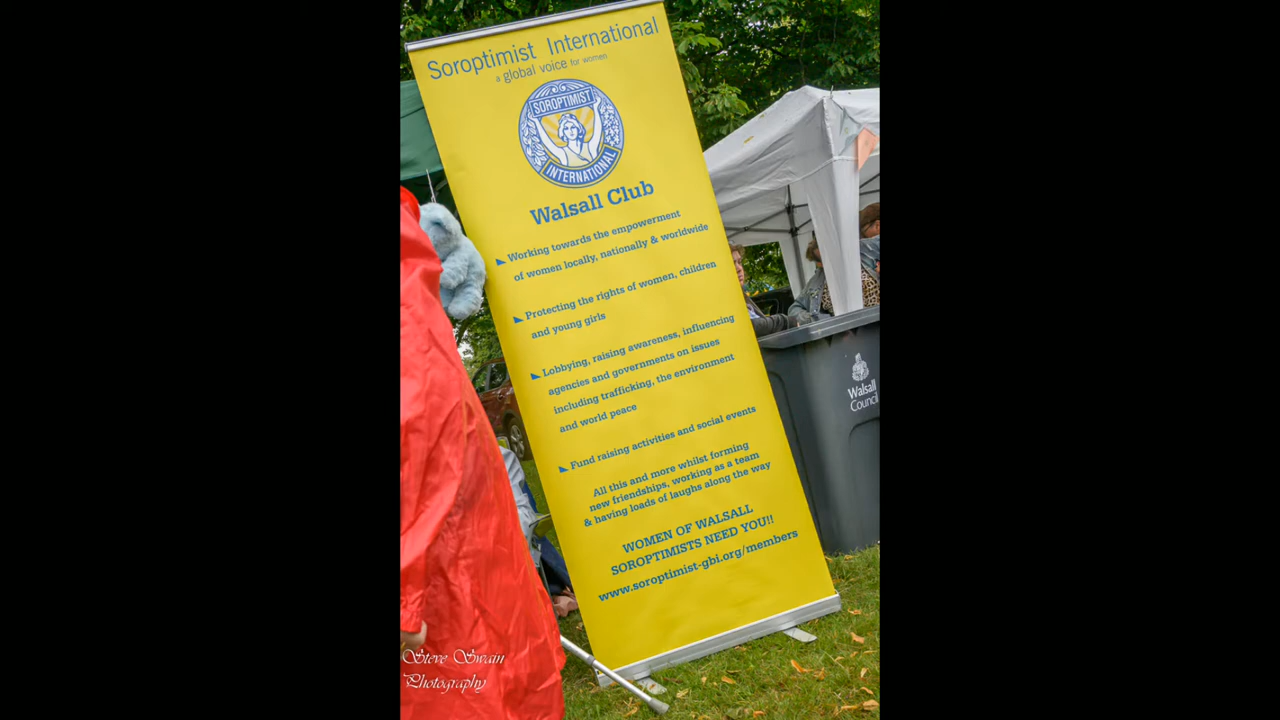 Soroptimist International
a global voice for women
SOROPTIMIST
INTERNATIONAL
Walsall Club
Working towards the empowerment
of women locally, nationally & worldwide
Protecting the rights of women, children
and young girls
Lobbying, raising awareness, influencing
agencies and governments on issues
including trafficking, the environment
and world peace
Fund raising activities and social events
All this and more whilst forming
new friendships, working as a team
& having loads of laughs along the way
WOMEN OF WALSALL
SOROPTIMISTS NEED YOU!!
www.soroptimist-gbi.org/members
Walsall
Council
Steve Swain
Photography